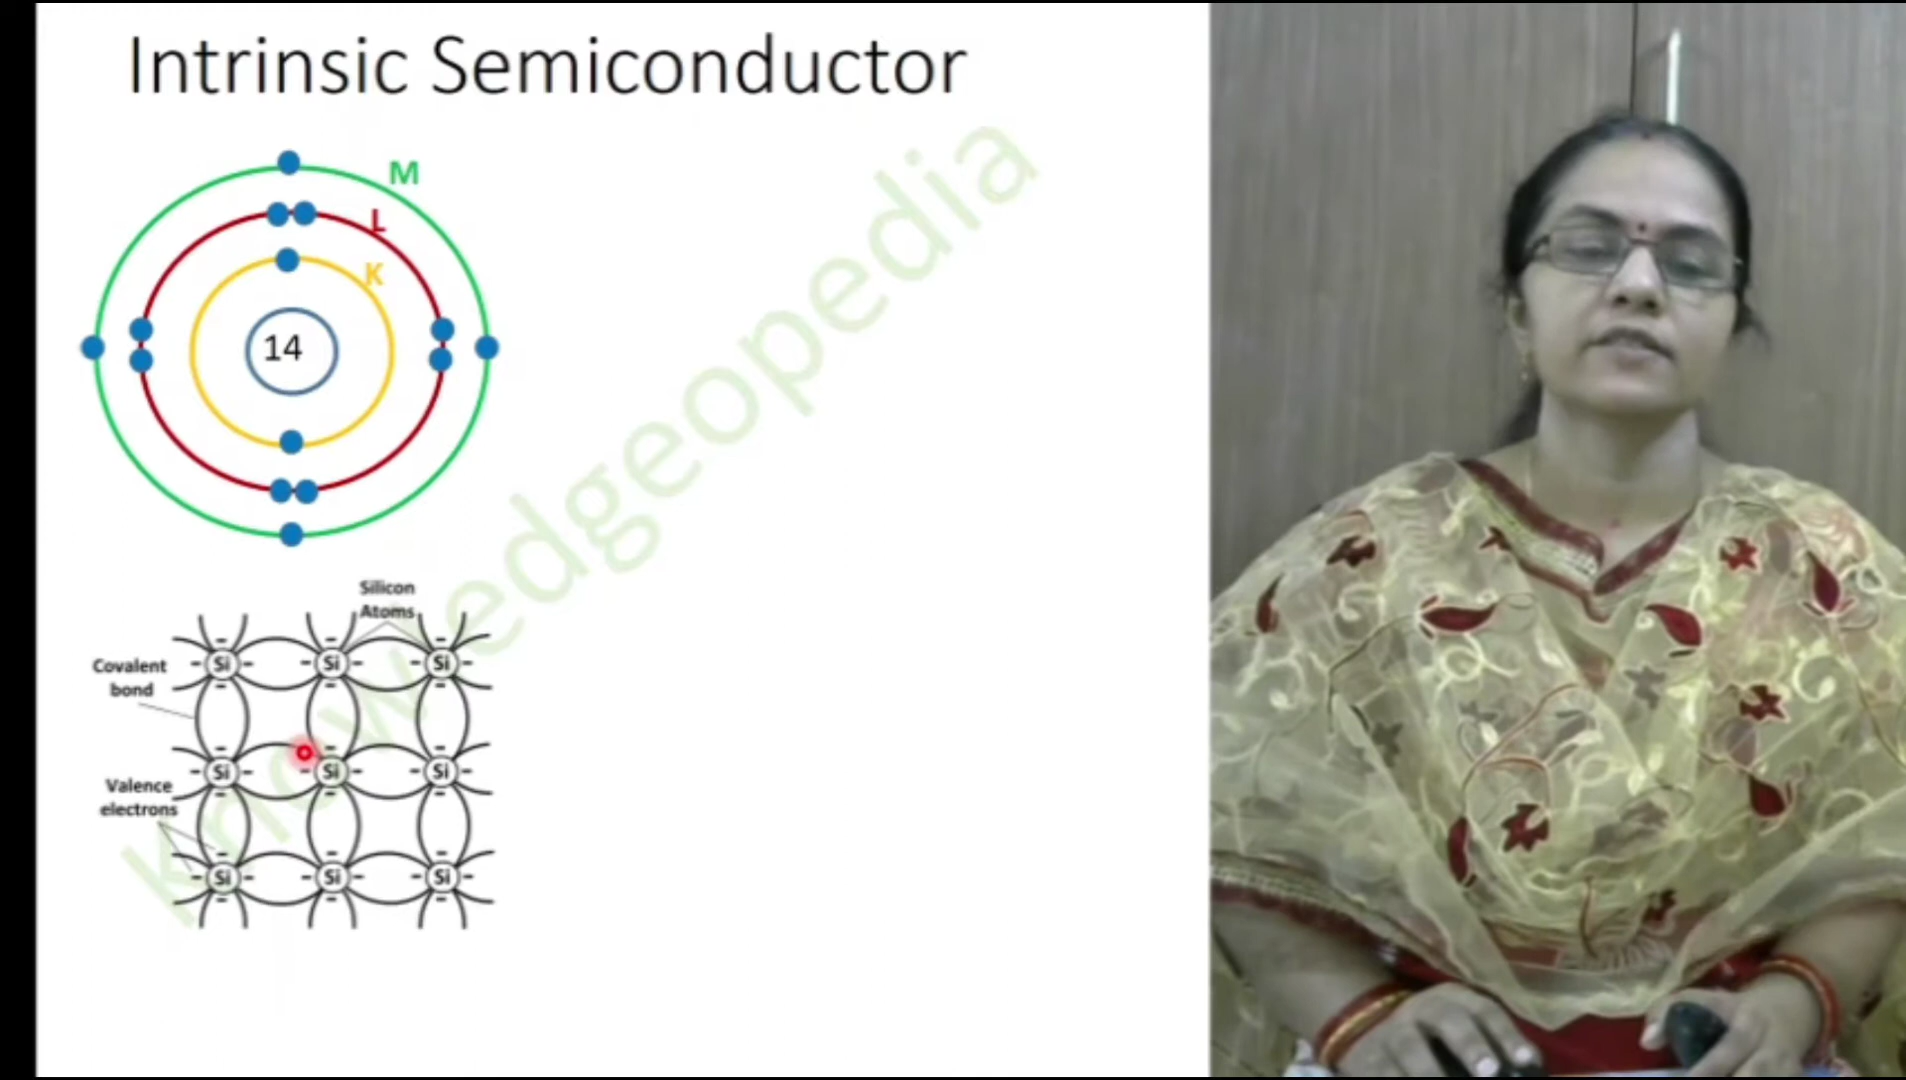 Intrinsic Semiconductor
M
L
K
14
Silicon
Atoms
Covalent
bond
Si Si Si
Valence
electrons
Si Si Si
Si Si Si
Knowledgeopedia